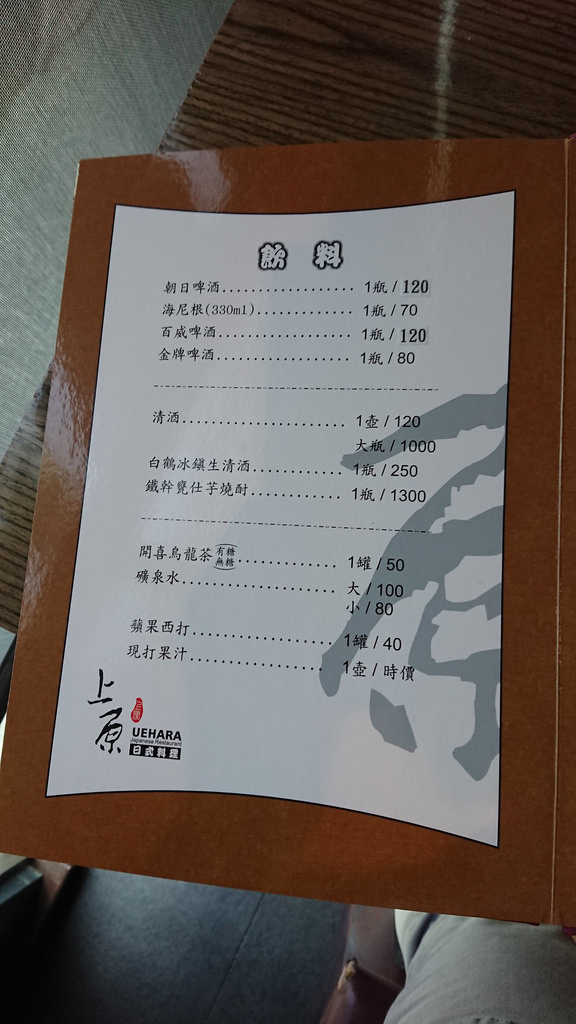 飲料
朝日啤酒................... 1瓶 / 120
海尼根(330ml)............. 1瓶 / 70
百威啤酒................... 1瓶 / 120
金牌啤酒................... 1瓶 / 80
清酒....................... 1壺 / 120
大瓶 / 1000
白鶴冰鎮生清酒............. 1瓶 / 250
鐵幹甕仕芋燒酎............. 1瓶 / 1300
開喜烏龍茶(有糖 無糖)............. 1罐 / 50
礦泉水..................... 大 / 100
小 / 80
蘋果西打................... 1罐 / 40
現打果汁................... 1壺 / 時價
上原
UEHARA
Japanese Restaurant
日式料理